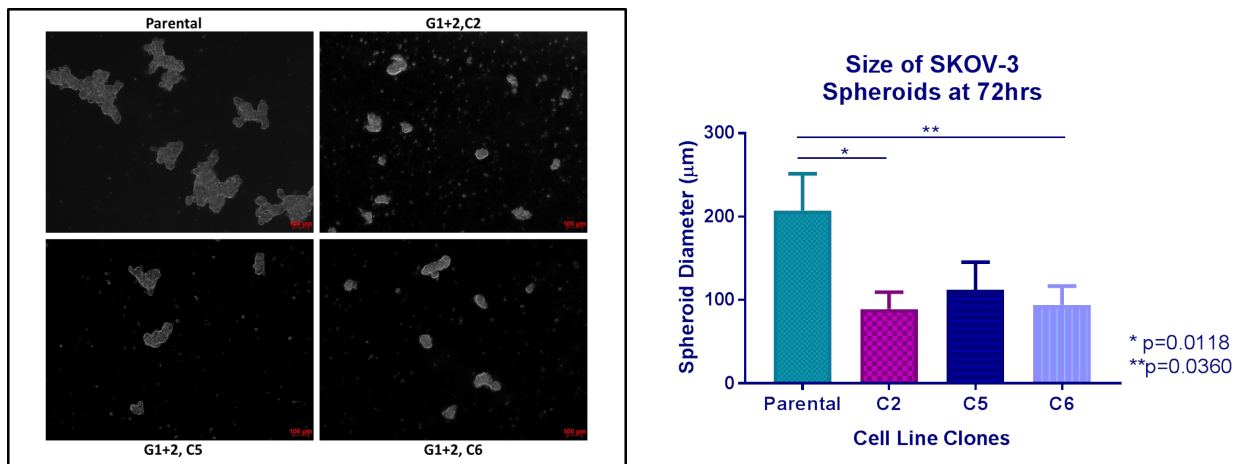 Parental
G1+2,C2
100 µm
100 µm
100 µm
100 µm
G1+2, C5
G1+2, C6
Size of SKOV-3
Spheroids at 72hrs
Spheroid Diameter (μm)
300
200
100
0
**
*
Parental
C2
C5
C6
Cell Line Clones
* p=0.0118
**p=0.0360